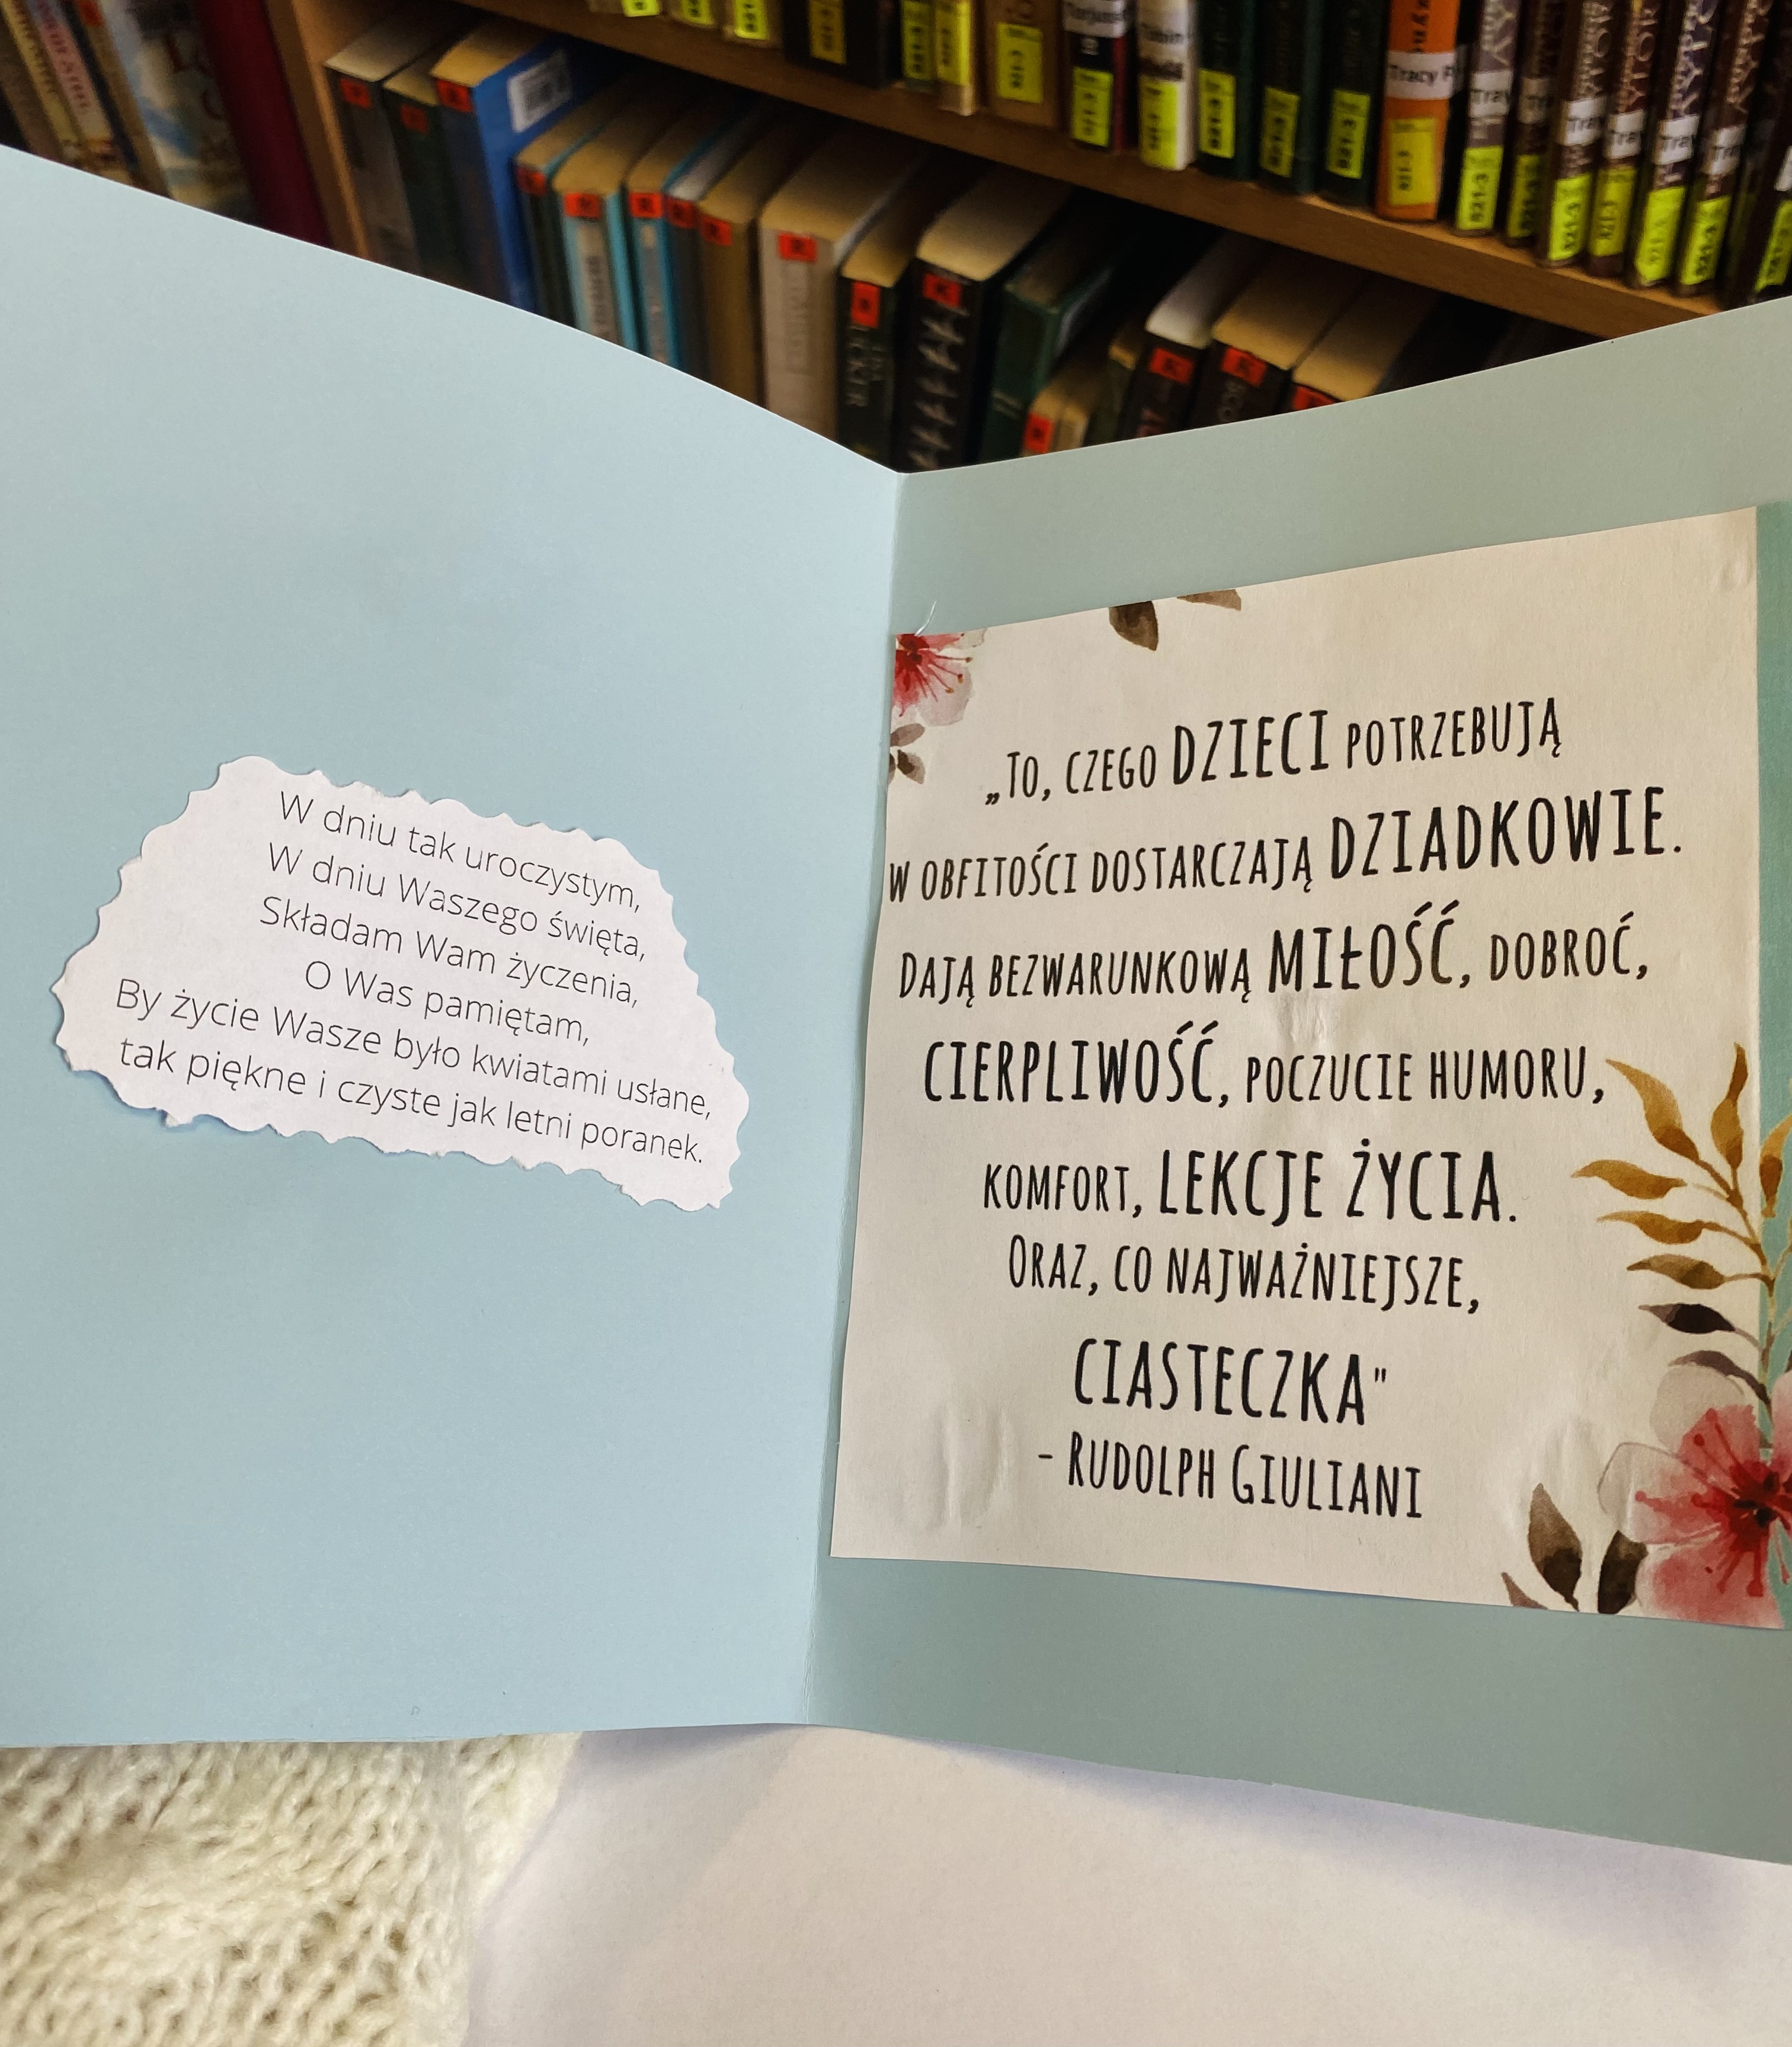 W dniu tak uroczystym,
W dniu Waszego święta,
Składam Wam życzenia,
O Was pamiętam,
By życie Wasze było kwiatami usłane,
tak piękne i czyste jak letni poranek.
„To, czego DZIECI potrzebują
w obfitości dostarczają DZIADKOWIE.
Dają bezwarunkową MIŁOŚĆ, dobroć,
CIERPLIWOŚĆ, poczucie humoru,
komfort, LEKCJE ŻYCIA.
Oraz, co najważniejsze,
CIASTECZKA"
- Rudolph Giuliani
Tracy